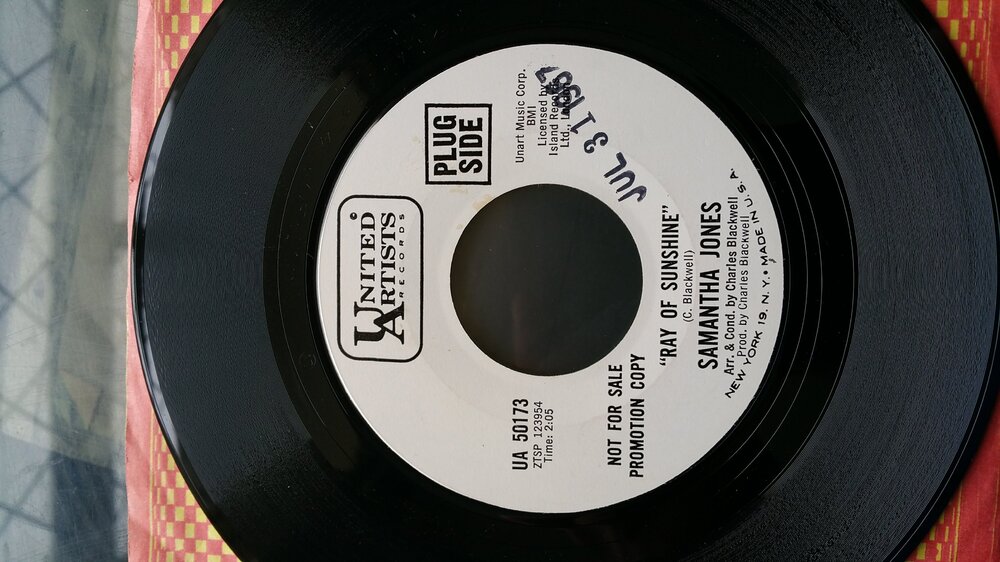 UNITED
ARTISTS
RECORDS
PLUG
SIDE
UA 50173
ZTSP 123954
Time: 2:05
Unart Music Corp.
BMI
Licensed by
Island
Ltd.,
JUL 31 1967
NOT FOR SALE
PROMOTION COPY
"RAY OF SUNSHINE"
(C. Blackwell)
SAMANTHA JONES
Arr. & Cond. by Charles Blackwell
Prod. by Charles Blackwell
NEW YORK 19, N. Y. • MADE IN U. S. A.